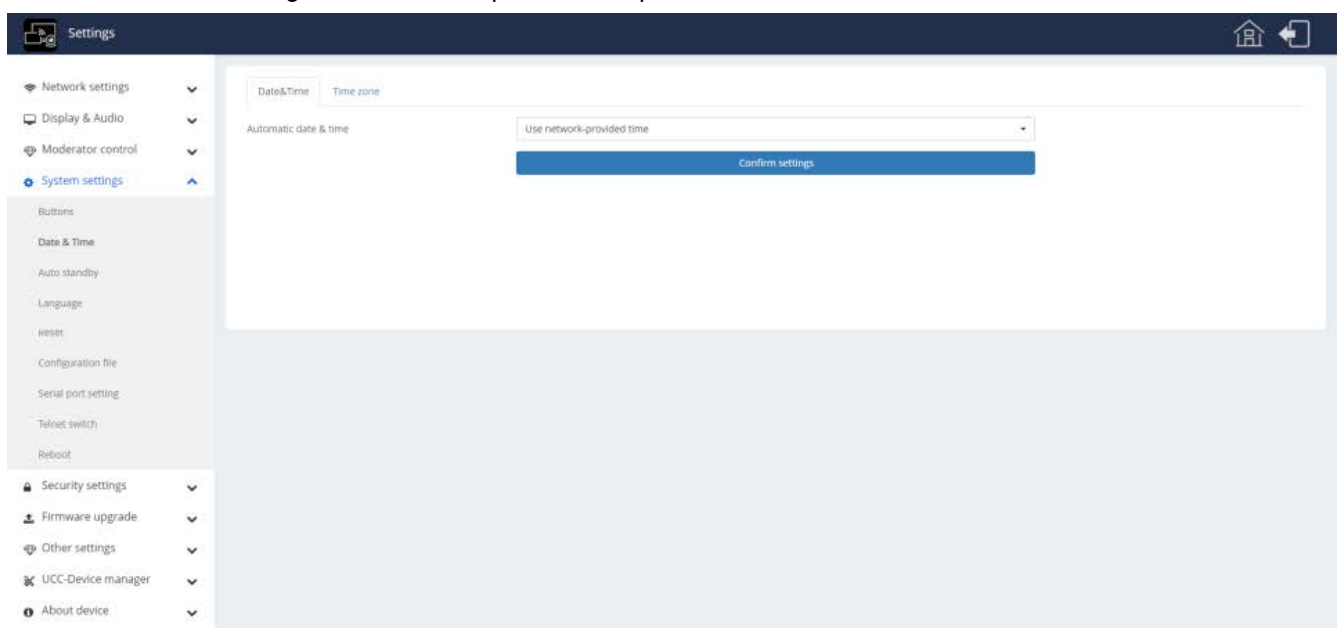 Settings
Network settings
Display & Audio
Moderator control
System settings
Buttons
Date & Time
Auto standby
Language
Reset
Configuration file
Serial port setting
Telnet switch
Reboot
Security settings
Firmware upgrade
Other settings
UCC-Device manager
About device
Date&Time
Time zone
Automatic date & time
Use network-provided time
Confirm settings